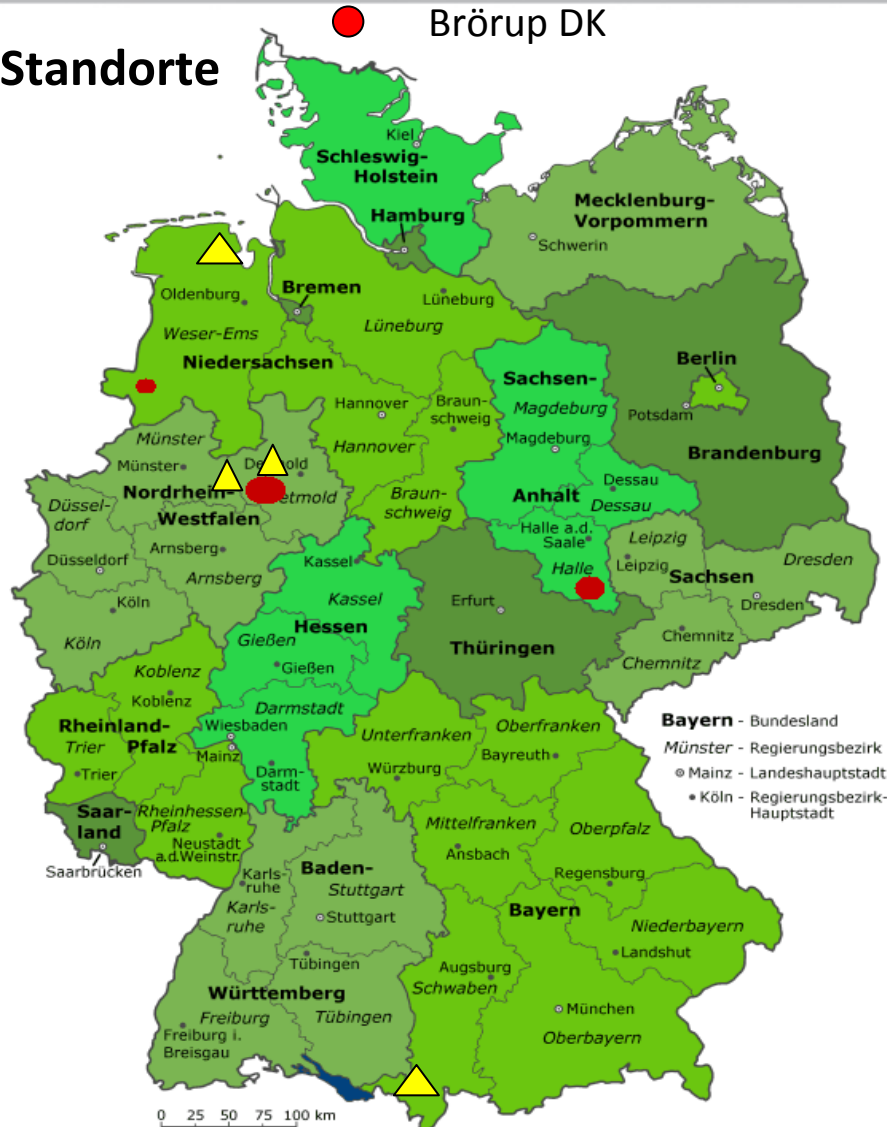 Brörup DK
Standorte
Kiel
Schleswig-
Holstein
Hamburg
Mecklenburg-
Vorpommern
Schwerin
Bremen
Oldenburg
Lüneburg
Lüneburg
Weser-Ems
Niedersachsen
Berlin
Sachsen-
Hannover
Braun-
schweig
Magdeburg
Potsdam
Magdeburg
Hannover
Münster
Münster
Brandenburg
Nordrhein-
etmold
Anhalt
Dessau
Dessau
Braun-
schweig
Düssel-
dorf
Westfalen
Halle a.d.
Saale
Leipzig
Leipzig
Arnsberg
Düsseldorf
Kassel
Halle
Sachsen
Dresden
Arnsberg
Dresden
Köln
Kassel
Erfurt
Hessen
Chemnitz
Köln
Gießen
Gießen
Thüringen
Chemnitz
Koblenz
Koblenz
Darmstadt
Rheinland-
Pfalz
Wiesbaden
Trier
Mainz
Trier
Darm-
stadt
Unterfranken
Oberfranken
Bayreuth
Würzburg
Bayern - Bundesland
Münster - Regierungsbezirk
Mainz - Landeshauptstadt
Köln - Regierungsbezirk-
Hauptstadt
Saar-
land
Rheinhessen-
Pfalz
Neustadt
a.d.Weinstr.
Saarbrücken
Mittelfranken
Ansbach
Oberpfalz
Karls-
ruhe
Baden-
Stuttgart
Regensburg
Karls-
ruhe
Stuttgart
Bayern
Niederbayern
Landshut
Tübingen
Augsburg
Schwaben
Württemberg
Freiburg
Tübingen
München
Freiburg i.
Breisgau
Oberbayern
0 25 50 75 100 km